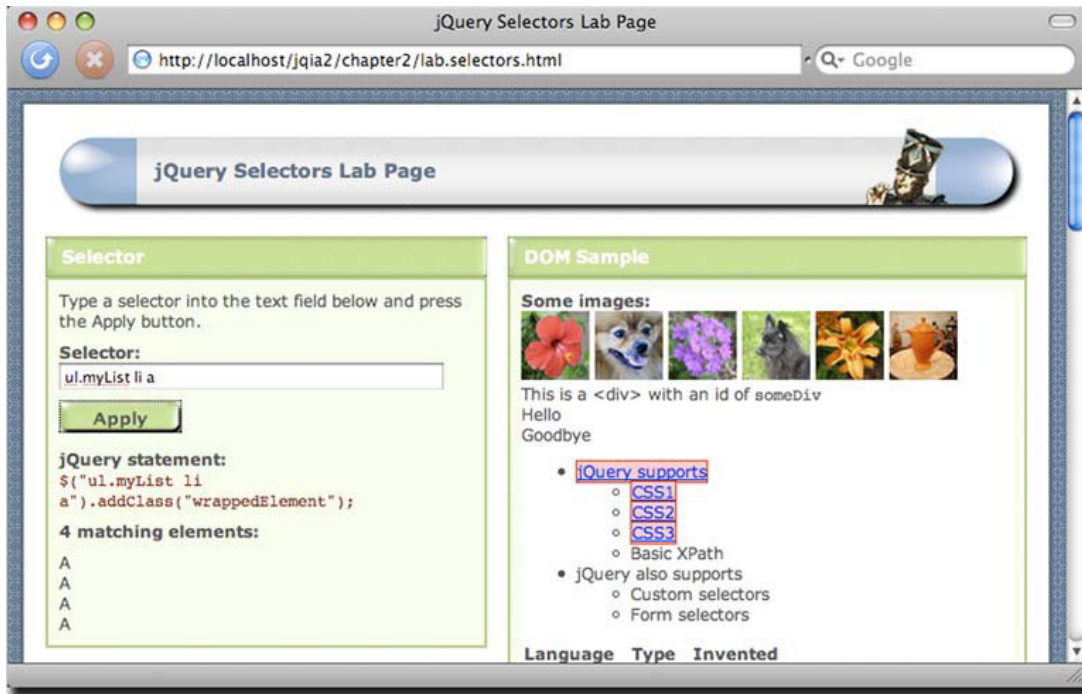 jQuery Selectors Lab Page
http://localhost/jqia2/chapter2/lab.selectors.html
Google
jQuery Selectors Lab Page
Selector
Type a selector into the text field below and press
the Apply button.
Selector:
ul.myList li a
Apply
jQuery statement:
$("ul.myList li
a").addClass("wrappedElement");
4 matching elements:
A
A
A
A
DOM Sample
Some images:
This is a <div> with an id of someDiv
Hello
Goodbye
jQuery supports
CSS1
CSS2
CSS3
Basic XPath
jQuery also supports
Custom selectors
Form selectors
Language Type Invented